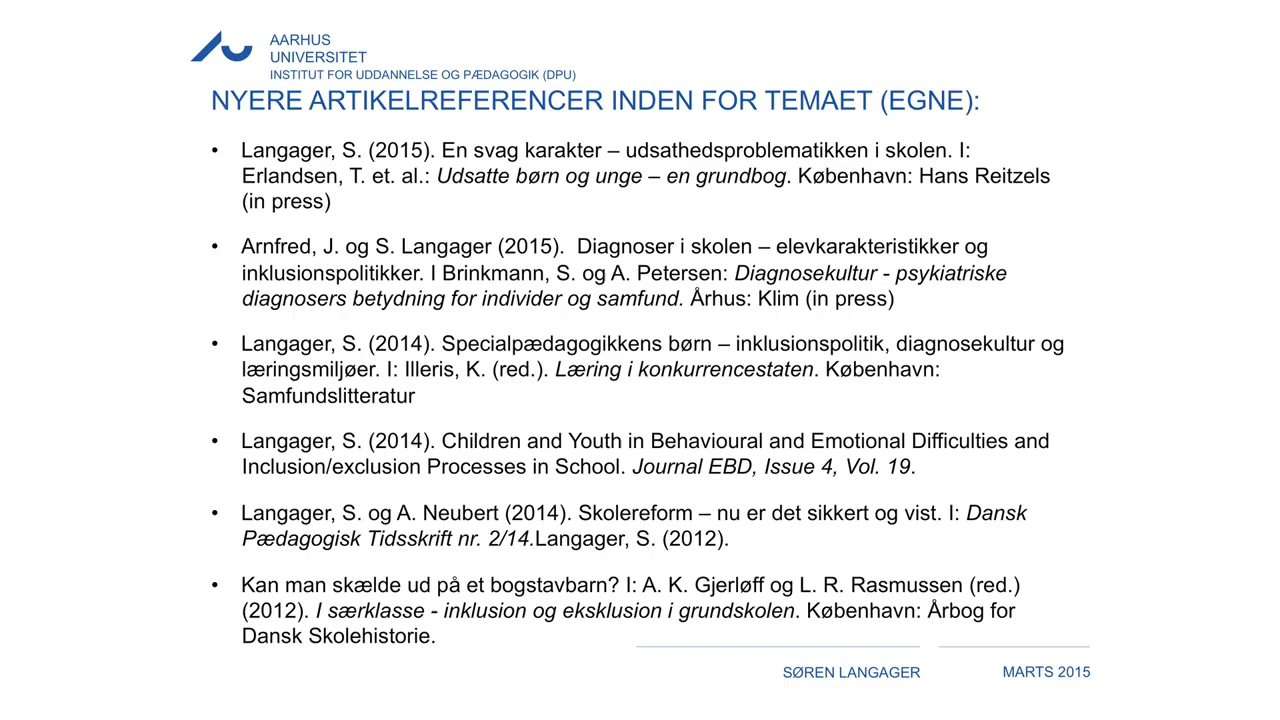 AARHUS
UNIVERSITET
INSTITUT FOR UDDANNELSE OG PÆDAGOGIK (DPU)
NYERE ARTIKELREFERENCER INDEN FOR TEMAET (EGNE):
• Langager, S. (2015). En svag karakter – udsathedsproblematikken i skolen. I:
Erlandsen, T. et. al.: Udsatte børn og unge – en grundbog. København: Hans Reitzels
(in press)
• Arnfred, J. og S. Langager (2015).  Diagnoser i skolen – elevkarakteristikker og
inklusionspolitikker. I Brinkmann, S. og A. Petersen: Diagnosekultur - psykiatriske
diagnosers betydning for individer og samfund. Århus: Klim (in press)
• Langager, S. (2014). Specialpædagogikkens børn – inklusionspolitik, diagnosekultur og
læringsmiljøer. I: Illeris, K. (red.). Læring i konkurrencestaten. København:
Samfundslitteratur
• Langager, S. (2014). Children and Youth in Behavioural and Emotional Difficulties and
Inclusion/exclusion Processes in School. Journal EBD, Issue 4, Vol. 19.
• Langager, S. og A. Neubert (2014). Skolereform – nu er det sikkert og vist. I: Dansk
Pædagogisk Tidsskrift nr. 2/14.Langager, S. (2012).
• Kan man skælde ud på et bogstavbarn? I: A. K. Gjerløff og L. R. Rasmussen (red.)
(2012). I særklasse - inklusion og eksklusion i grundskolen. København: Årbog for
Dansk Skolehistorie.
SØREN LANGAGER
MARTS 2015